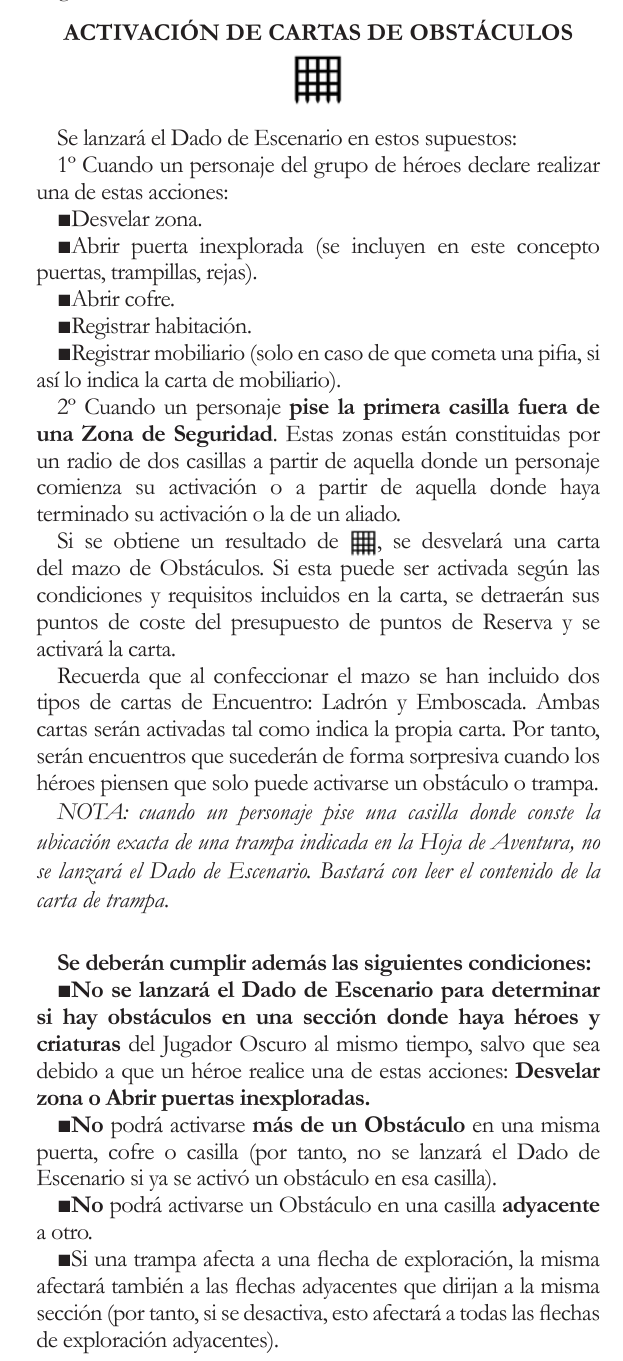 ACTIVACIÓN DE CARTAS DE OBSTÁCULOS
Se lanzará el Dado de Escenario en estos supuestos:
1º Cuando un personaje del grupo de héroes declare realizar
una de estas acciones:
■Desvelar zona.
■Abrir puerta inexplorada (se incluyen en este concepto
puertas, trampillas, rejas).
■Abrir cofre.
■Registrar habitación.
■Registrar mobiliario (solo en caso de que cometa una pifia, si
así lo indica la carta de mobiliario).
2º Cuando un personaje pise la primera casilla fuera de
una Zona de Seguridad. Estas zonas están constituidas por
un radio de dos casillas a partir de aquella donde un personaje
comienza su activación o a partir de aquella donde haya
terminado su activación o la de un aliado.
Si se obtiene un resultado de , se desvelará una carta
del mazo de Obstáculos. Si esta puede ser activada según las
condiciones y requisitos incluidos en la carta, se detraerán sus
puntos de coste del presupuesto de puntos de Reserva y se
activará la carta.
Recuerda que al confeccionar el mazo se han incluido dos
tipos de cartas de Encuentro: Ladrón y Emboscada. Ambas
cartas serán activadas tal como indica la propia carta. Por tanto,
serán encuentros que sucederán de forma sorpresiva cuando los
héroes piensen que solo puede activarse un obstáculo o trampa.
NOTA: cuando un personaje pise una casilla donde conste la
ubicación exacta de una trampa indicada en la Hoja de Aventura, no
se lanzará el Dado de Escenario. Bastará con leer el contenido de la
carta de trampa.
Se deberán cumplir además las siguientes condiciones:
■No se lanzará el Dado de Escenario para determinar
si hay obstáculos en una sección donde haya héroes y
criaturas del Jugador Oscuro al mismo tiempo, salvo que sea
debido a que un héroe realice una de estas acciones: Desvelar
zona o Abrir puertas inexploradas.
■No podrá activarse más de un Obstáculo en una misma
puerta, cofre o casilla (por tanto, no se lanzará el Dado de
Escenario si ya se activó un obstáculo en esa casilla).
■No podrá activarse un Obstáculo en una casilla adyacente
a otro.
■Si una trampa afecta a una flecha de exploración, la misma
afectará también a las flechas adyacentes que dirijan a la misma
sección (por tanto, si se desactiva, esto afectará a todas las flechas
de exploración adyacentes).